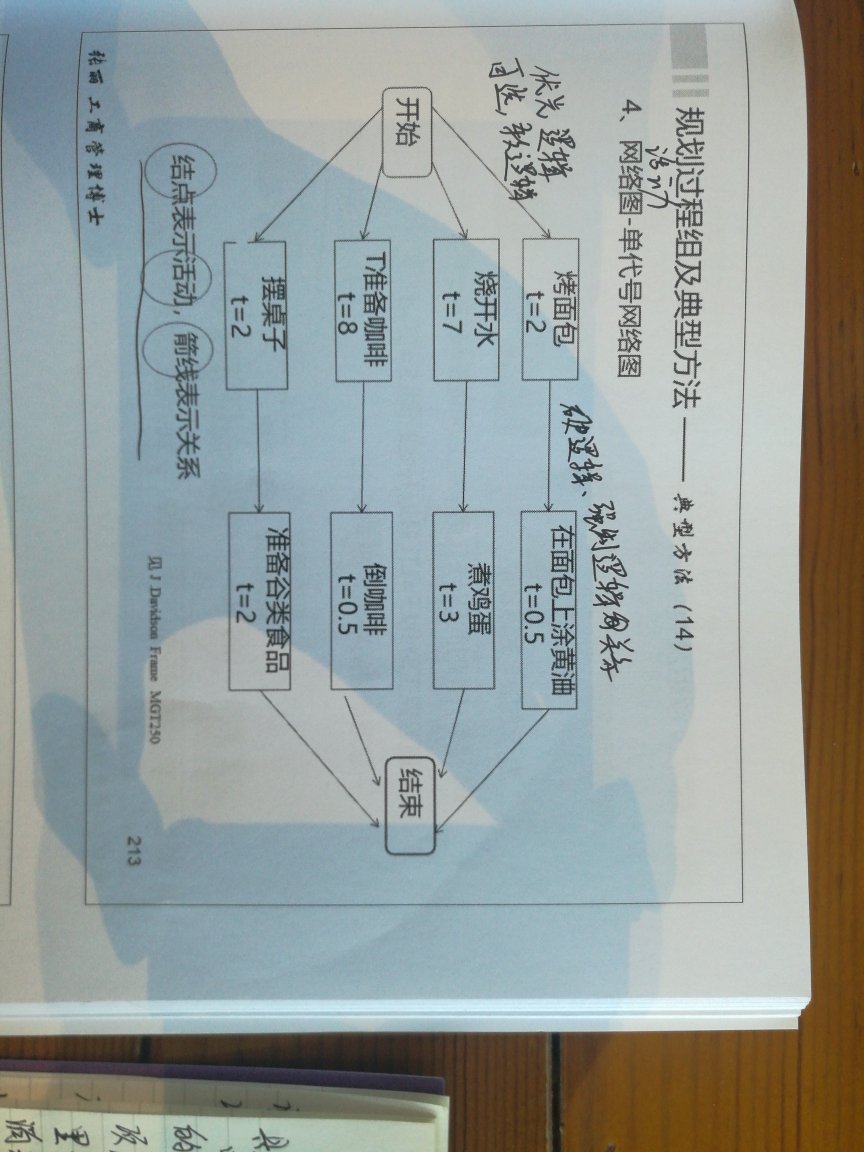 规划过程组及典型方法——典型方法（14）
活动
4、网络图-单代号网络图
优先逻辑
可选,软逻辑
硬逻辑、强制逻辑的关系
开始
烤面包
t=2
在面包上涂黄油
t=0.5
烧开水
t=7
煮鸡蛋
t=3
T准备咖啡
t=8
倒咖啡
t=0.5
摆桌子
t=2
准备谷类食品
t=2
结束
结点表示活动，箭线表示关系
见 J Davidson Frame MGT250
张丽 工商管理博士
213